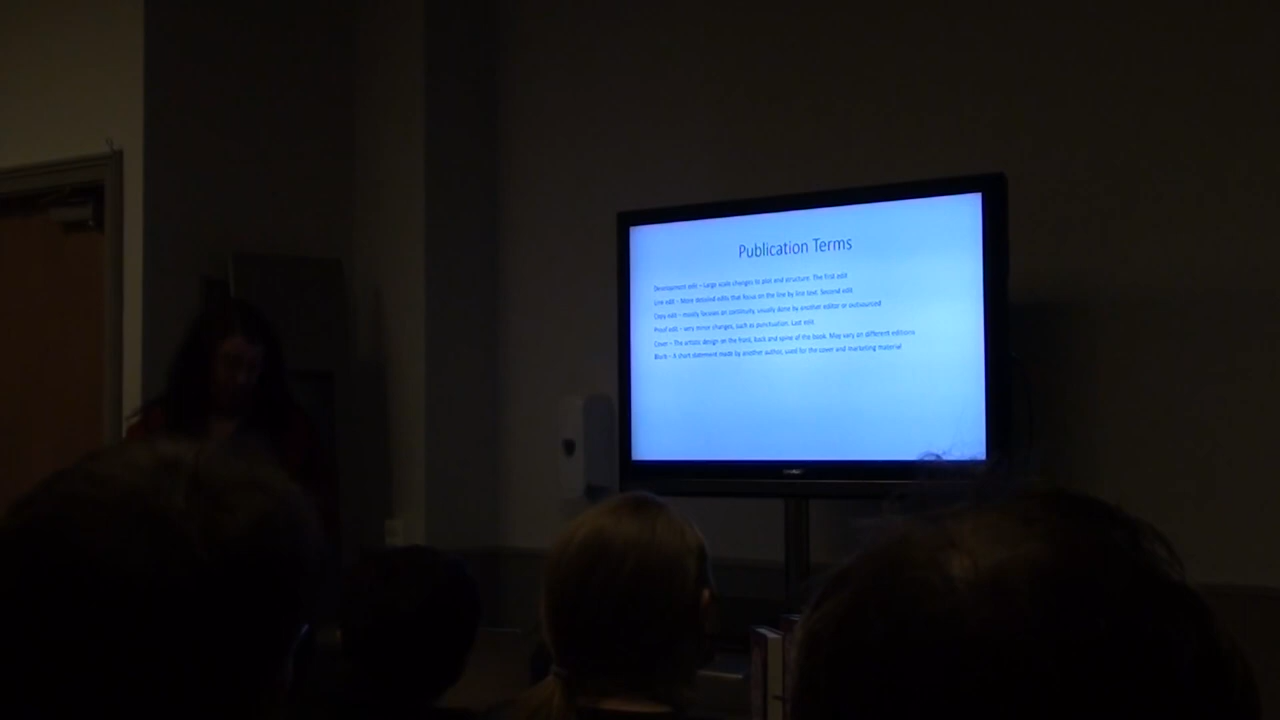 Publication Terms
Development edit – Large scale changes to plot and structure. The first edit
Line edit – More detailed edits that focus on the line by line text. Second edit
Copy edit – mostly focuses on continuity, usually done by another editor or outsourced
Proof edit – very minor changes, such as punctuation. Last edit
Cover – The artistic design on the front, back and spine of the book. May vary on different editions
Blurb – A short statement made by another author, used for the cover and marketing material